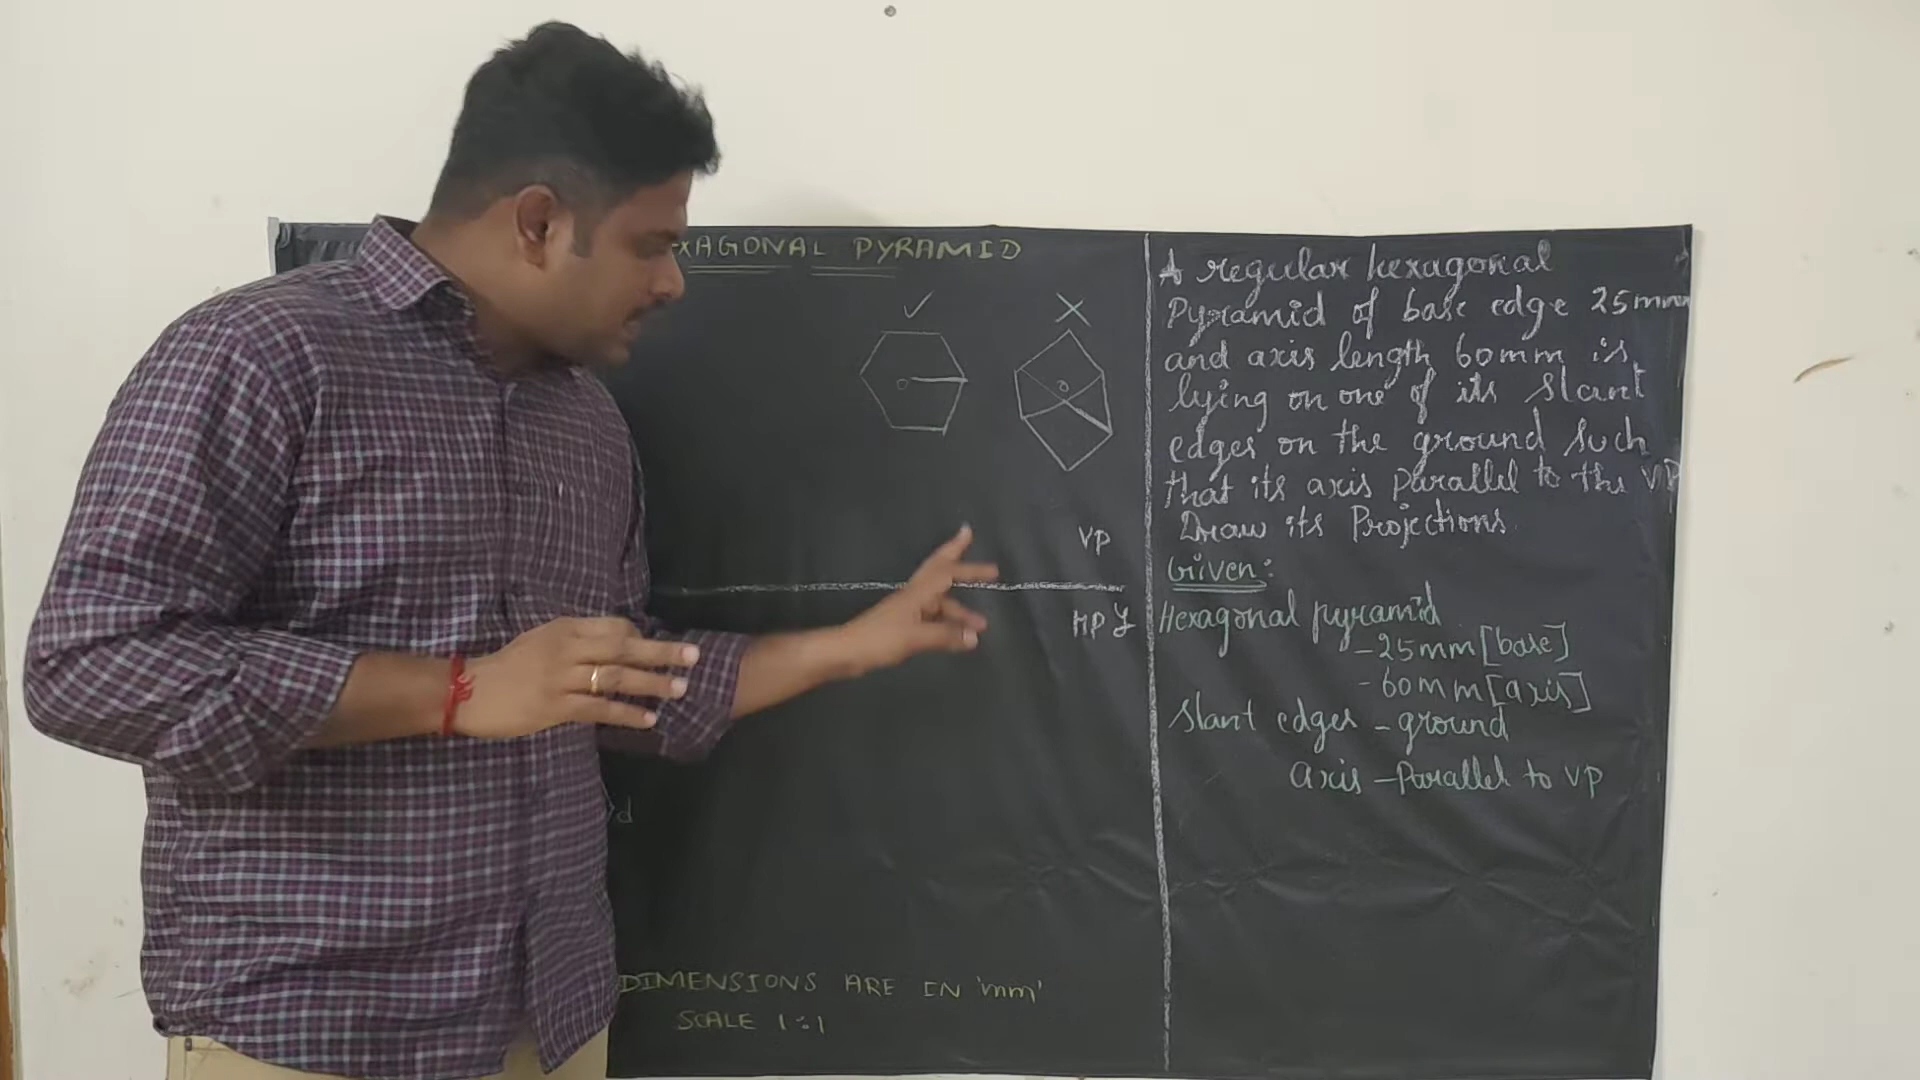 XAGONAL PYRAMID
✓
×
o
o
VP
HP Y
d
DIMENSIONS ARE IN 'mm'
SCALE 1:1
A regular hexagonal
Pyramid of base edge 25mm
and axis length 60mm is
lying on one of its slant
edges on the ground such
that its axis parallel to the VP
Draw its Projections.
Given:
Hexagonal pyramid
- 25mm [base]
- 60mm [axis]
Slant edges - ground
axis - Parallel to VP